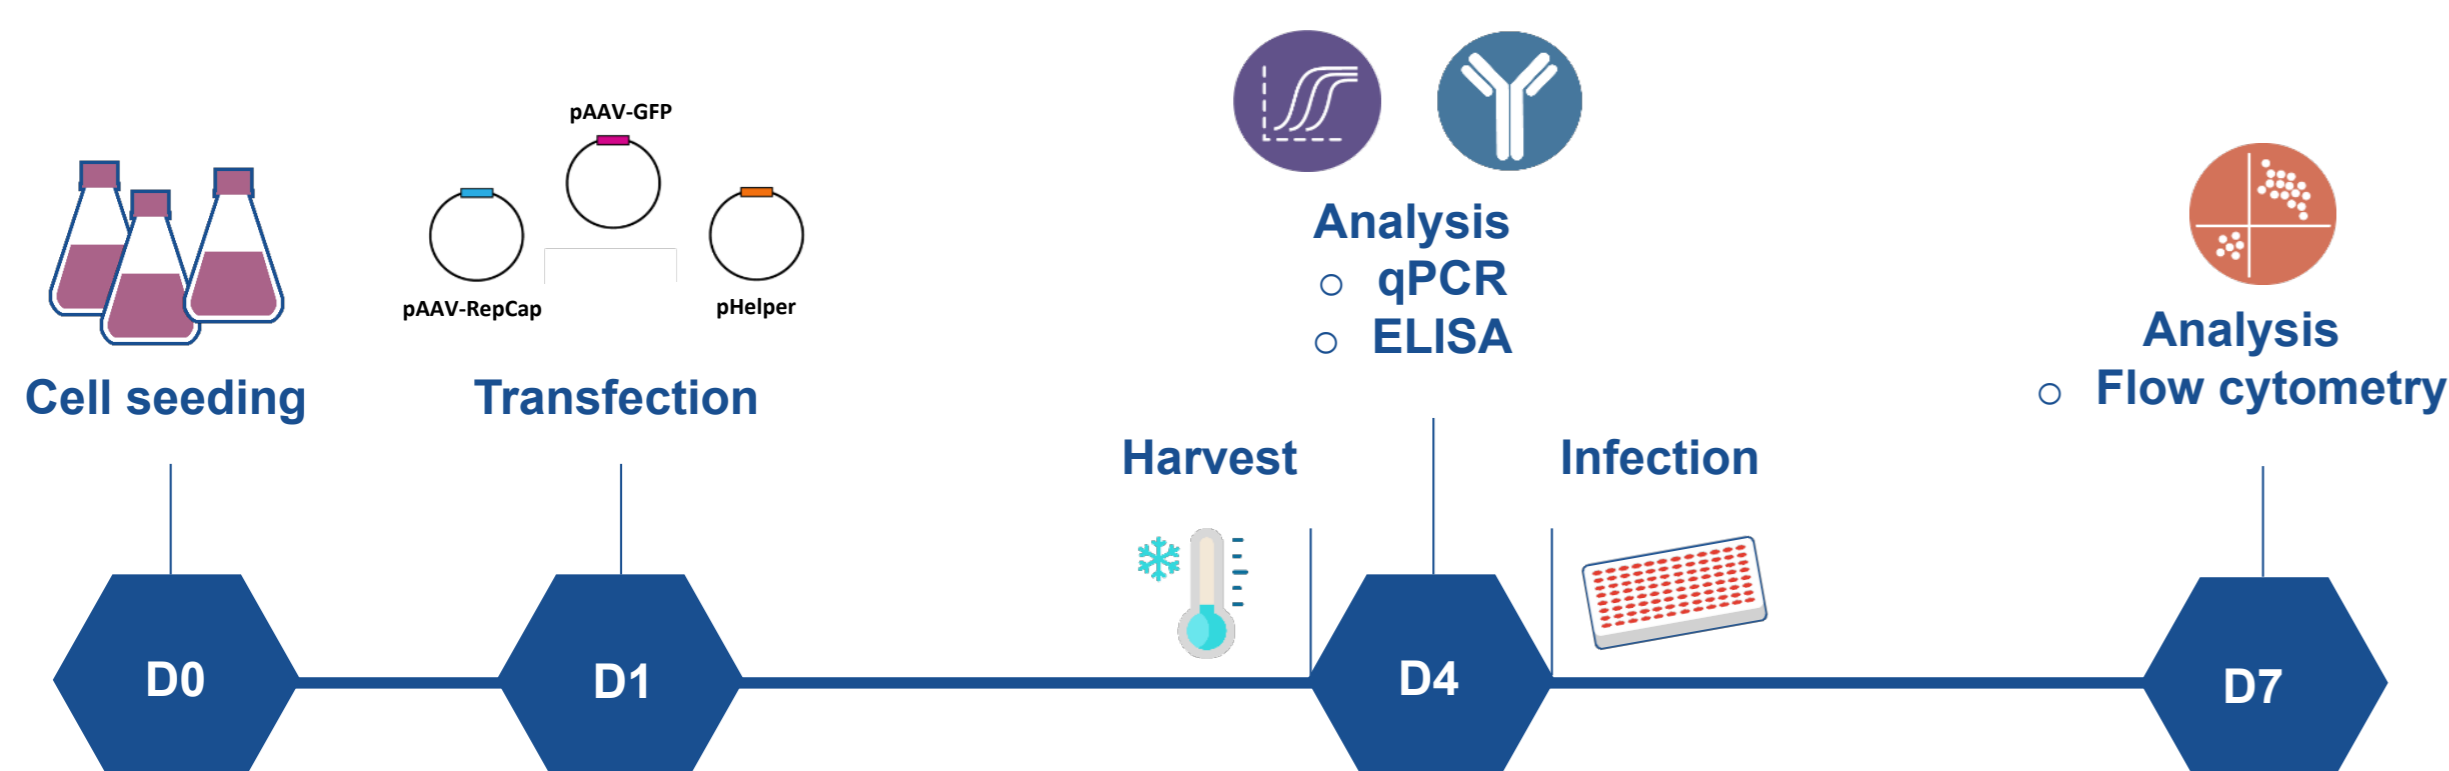 pAAV-GFP
pAAV-RepCap
pHelper
Cell seeding
Transfection
Analysis
○ qPCR
○ ELISA
Harvest
Infection
Analysis
○ Flow cytometry
D0
D1
D4
D7